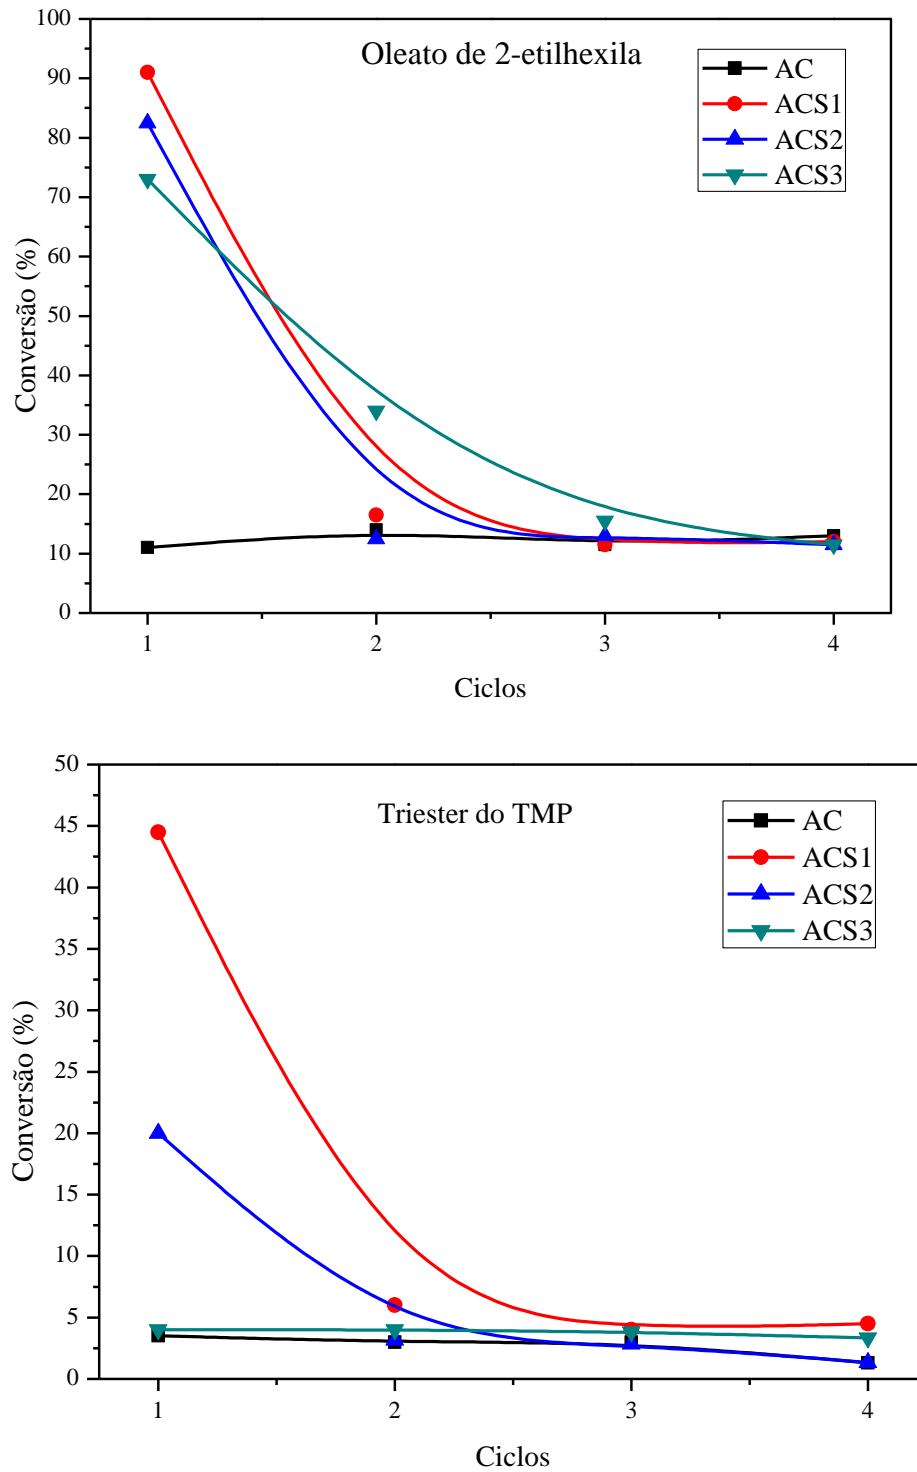 Oleato de 2-etilhexila
AC
ACS1
ACS2
ACS3
100
90
80
70
60
50
40
30
20
10
0
Conversão (%)
1 2 3 4
Ciclos
Triester do TMP
AC
ACS1
ACS2
ACS3
50
45
40
35
30
25
20
15
10
5
0
Conversão (%)
1 2 3 4
Ciclos